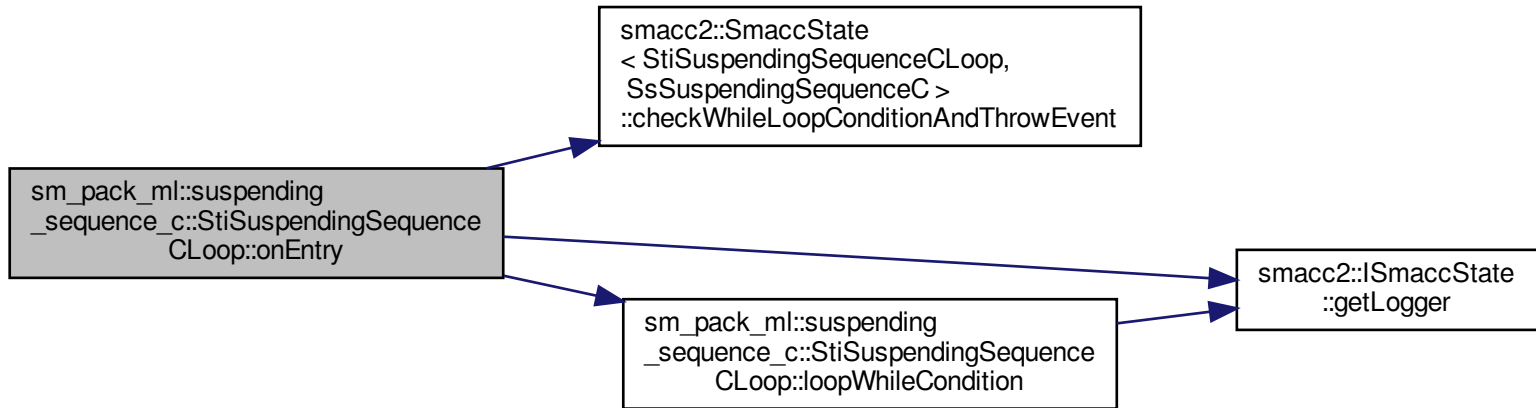 smacc2::SmaccState
< StiSuspendingSequenceCLoop,
 SsSuspendingSequenceC >
::checkWhileLoopConditionAndThrowEvent
sm_pack_ml::suspending
_sequence_c::StiSuspendingSequence
CLoop::onEntry
smacc2::ISmaccState
::getLogger
sm_pack_ml::suspending
_sequence_c::StiSuspendingSequence
CLoop::loopWhileCondition